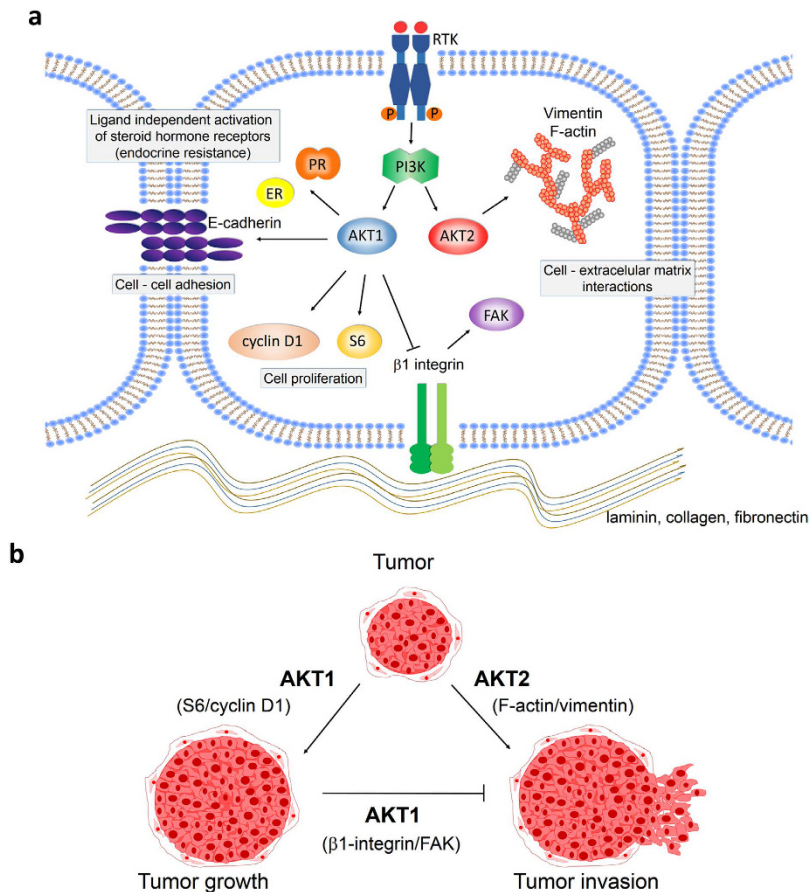 a
RTK
P
P
Ligand independent activation
of steroid hormone receptors
(endocrine resistance)
Vimentin
F-actin
PR
PI3K
ER
E-cadherin
AKT1
AKT2
Cell - cell adhesion
Cell - extracelular matrix
interactions
FAK
cyclin D1
S6
β1 integrin
Cell proliferation
laminin, collagen, fibronectin
b
Tumor
AKT1
(S6/cyclin D1)
AKT2
(F-actin/vimentin)
AKT1
(β1-integrin/FAK)
Tumor growth
Tumor invasion